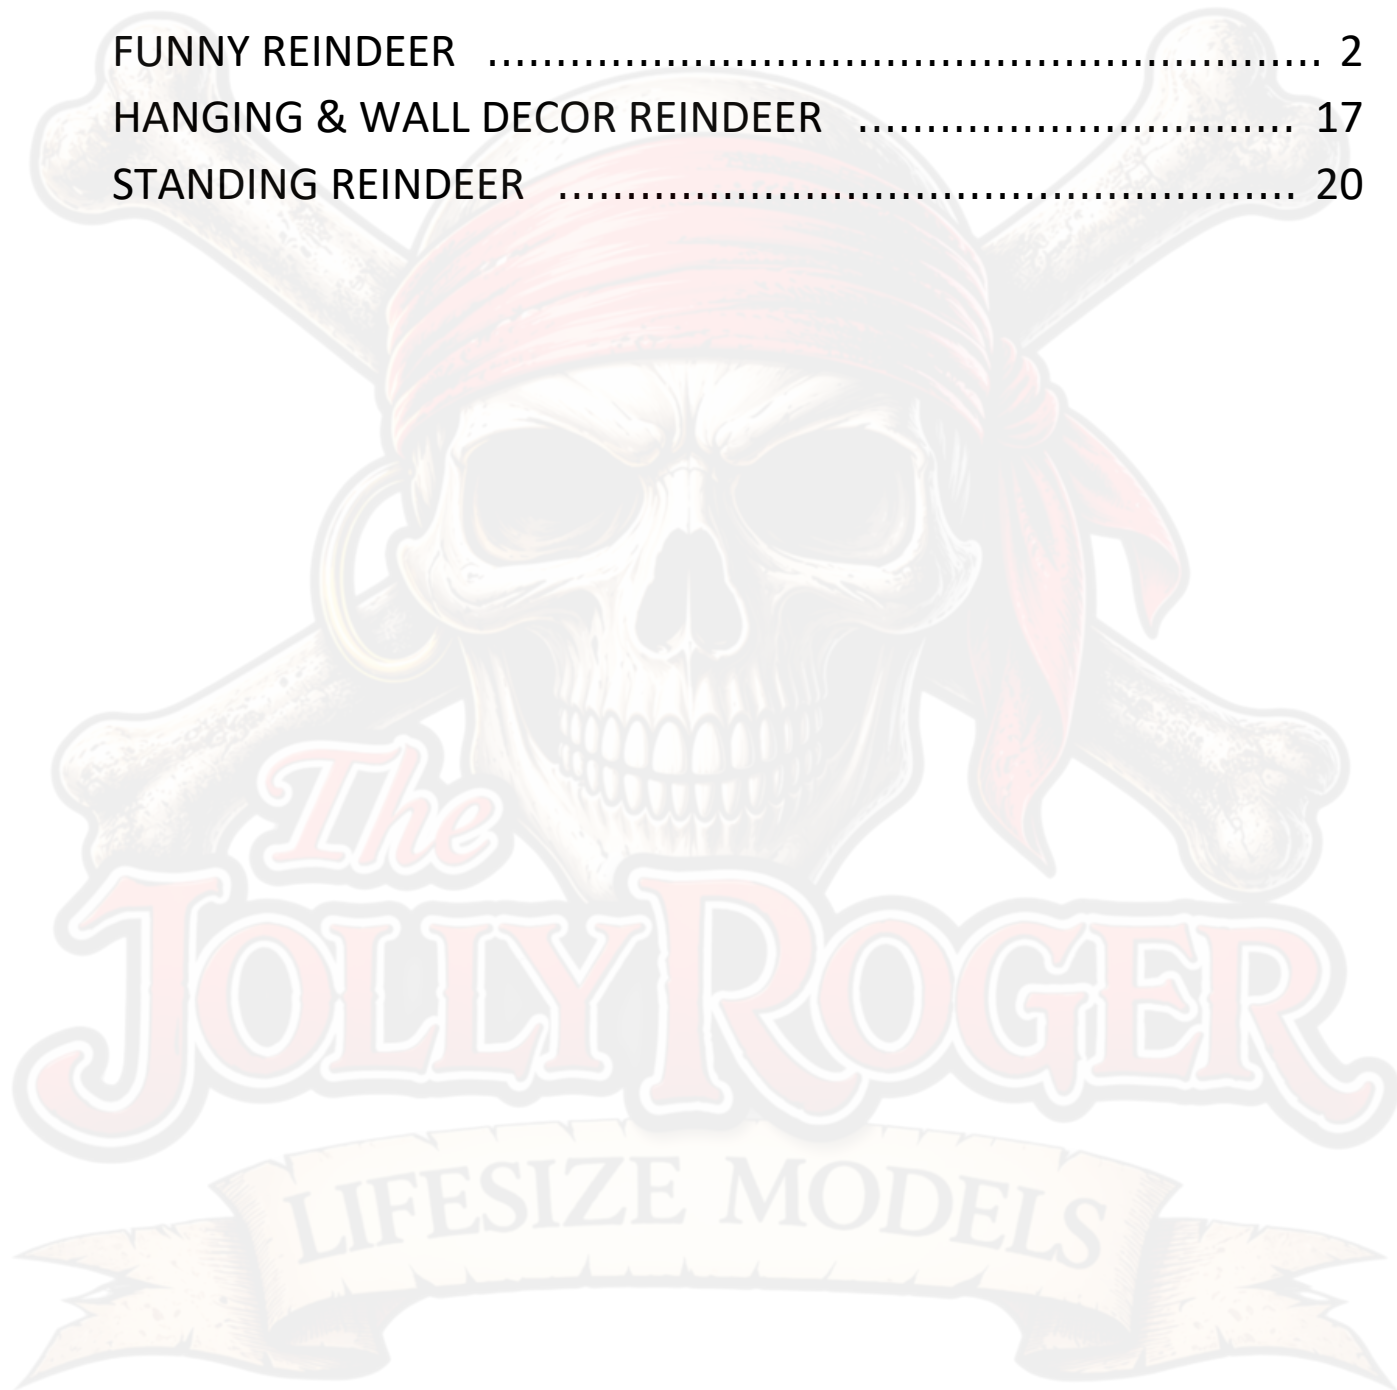 FUNNY REINDEER ............................................................. 2
HANGING & WALL DECOR REINDEER ................................ 17
STANDING REINDEER ...................................................... 20
The
JOLLY ROGER
LIFESIZE MODELS